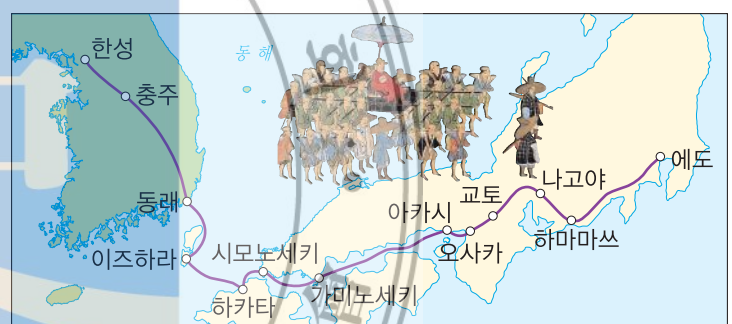 한성
동해
충주
동래
이즈하라
시모노세키
하카타
가미노세키
아카시
오사카
교토
나고야
하마마쓰
에도